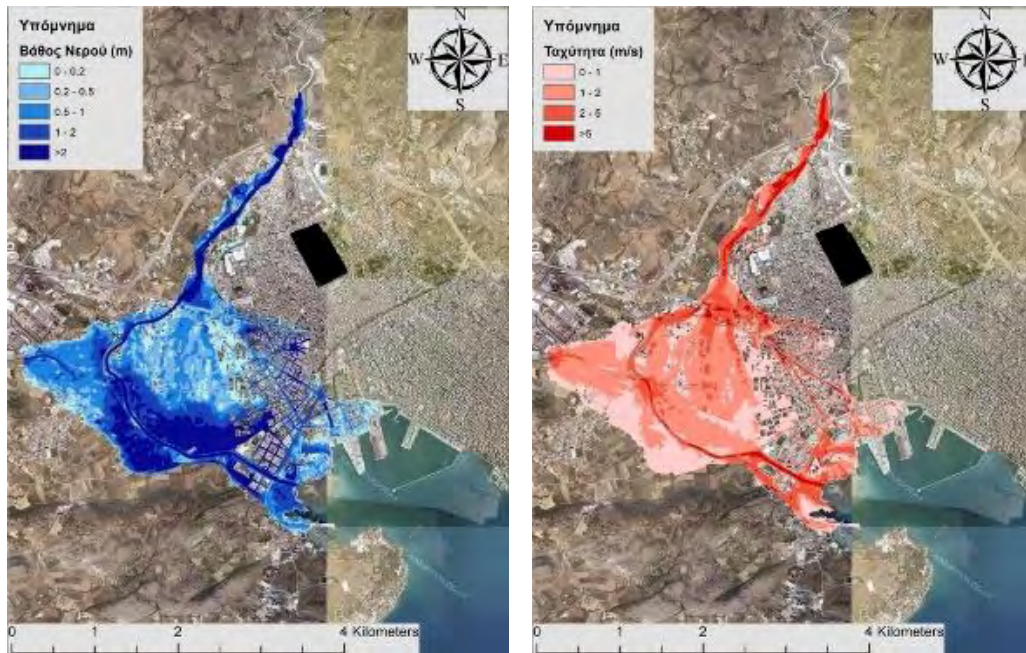 Υπόμνημα
Βάθος Νερού (m)
0 - 0.2
0.2 - 0.5
0.5 - 1
1 - 2
>2
N
W E
S
0 1 2 4 Kilometers
Υπόμνημα
Ταχύτητα (m/s)
0 - 1
1 - 2
2 - 5
>5
N
W E
S
0 1 2 4 Kilometers